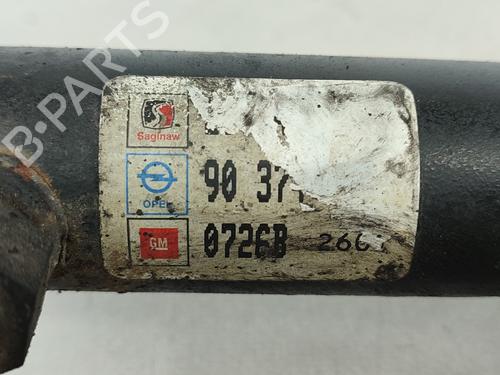 B-PARTS
Saginaw
OPEL
90 37
GM
0726B 266